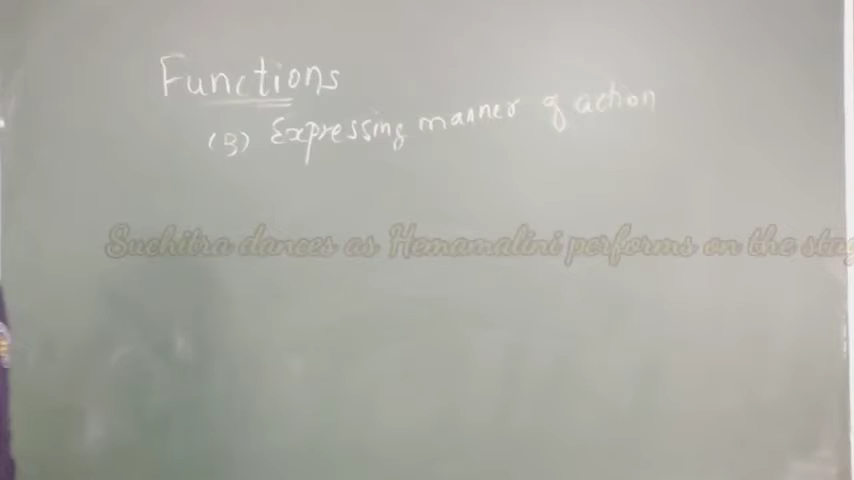 Functions
(3) Expressing manner of action
Suchitra dances as Hemamalini performs on the stag